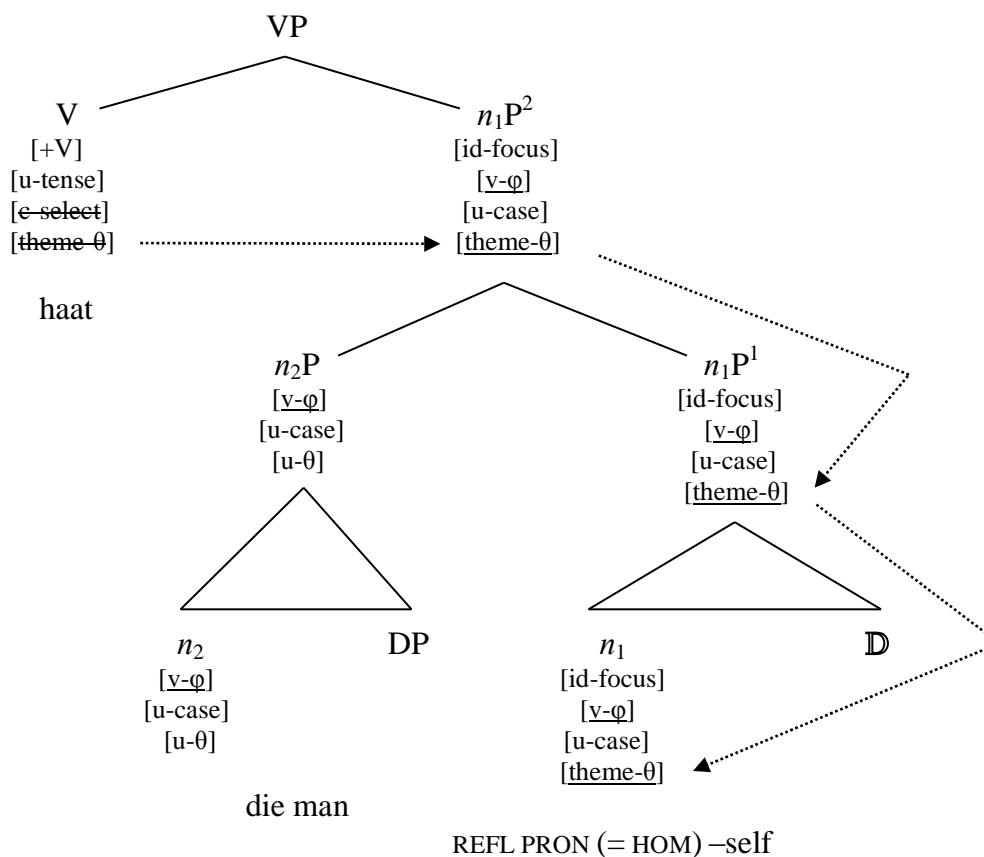 VP
V
[+V]
[u-tense]
[c-select]
[theme-θ]
haat
n₁P²
[id-focus]
[v-φ]
[u-case]
[theme-θ]
n₂P
[v-φ]
[u-case]
[u-θ]
n₁P¹
[id-focus]
[v-φ]
[u-case]
[theme-θ]
n₂
[v-φ]
[u-case]
[u-θ]
DP
n₁
[id-focus]
[v-φ]
[u-case]
[theme-θ]
𝔻
die man
REFL PRON (= HOM) –self